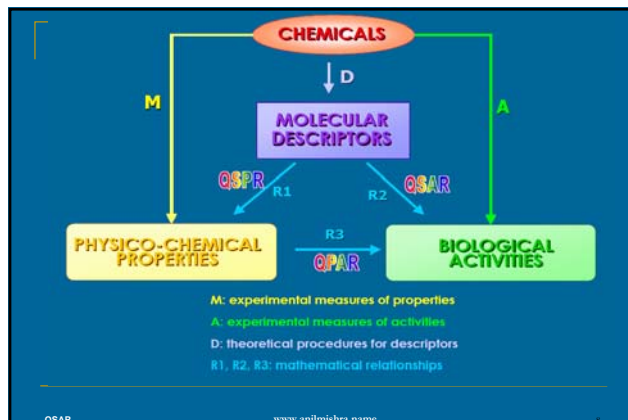 CHEMICALS
D
M
A
MOLECULAR
DESCRIPTORS
QSPR
R1
R2
QSAR
PHYSICO-CHEMICAL
PROPERTIES
R3
QPAR
BIOLOGICAL
ACTIVITIES
M: experimental measures of properties
A: experimental measures of activities
D: theoretical procedures for descriptors
R1, R2, R3: mathematical relationships
QSAR www.anilmishra.name